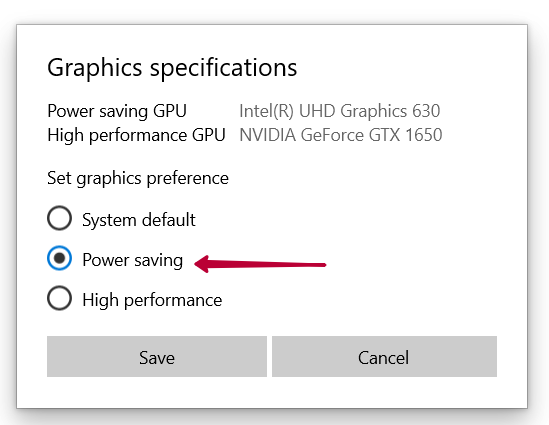 Graphics specifications
Power saving GPU Intel(R) UHD Graphics 630
High performance GPU NVIDIA GeForce GTX 1650
Set graphics preference
System default
Power saving
High performance
Save Cancel